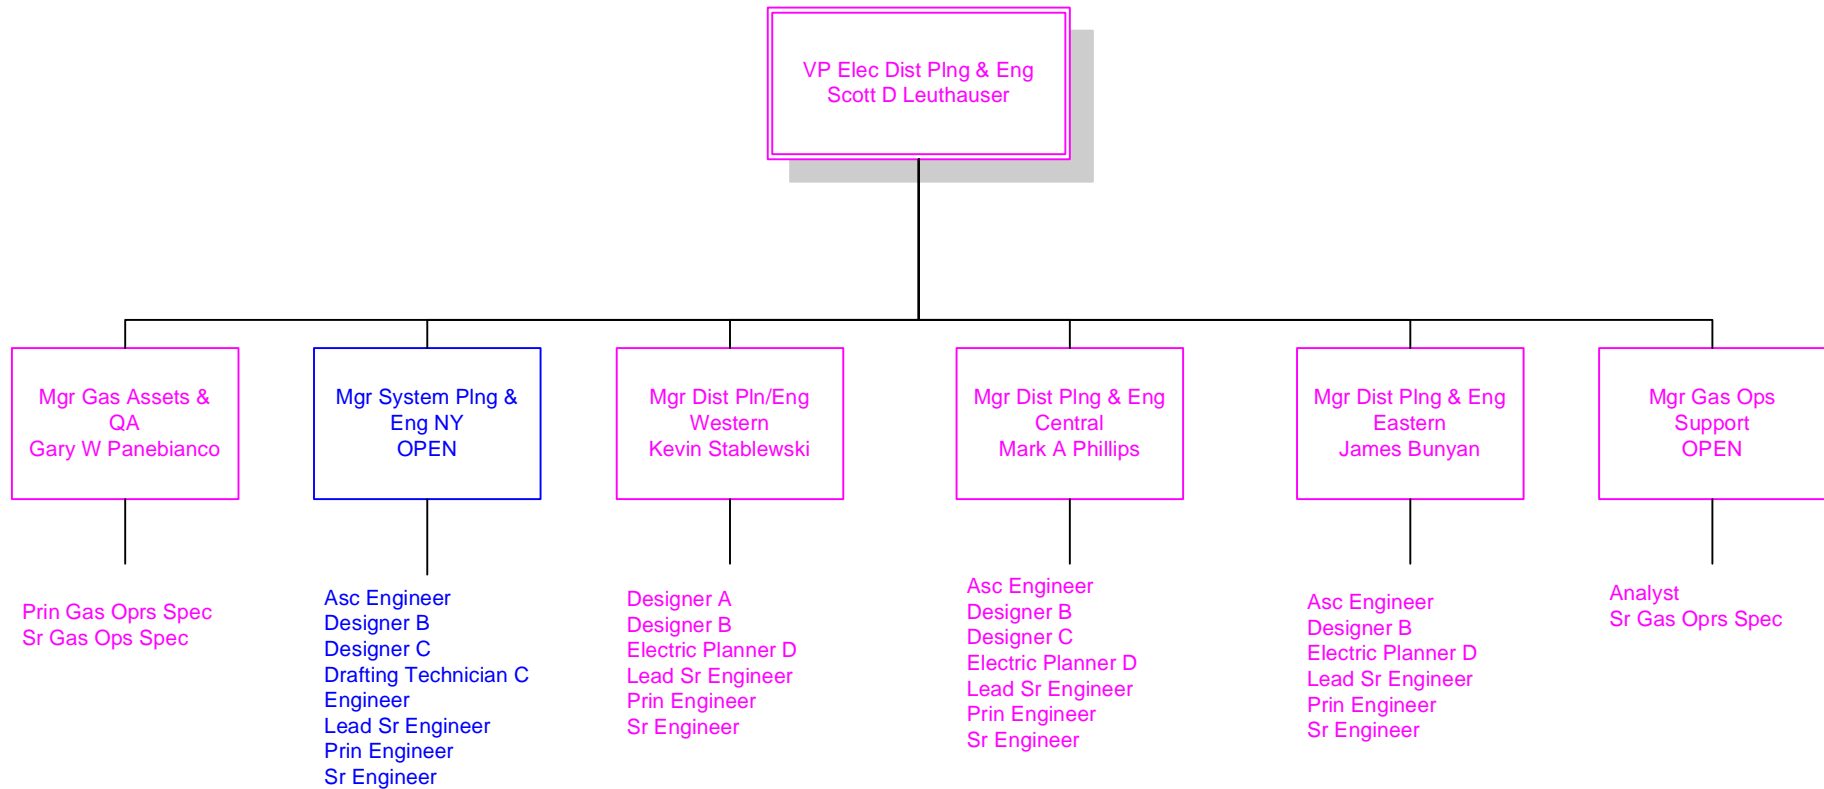 VP Elec Dist Plng & Eng
Scott D Leuthauser
Mgr Gas Assets &
QA
Gary W Panebianco
Mgr System Plng &
Eng NY
OPEN
Mgr Dist Pln/Eng
Western
Kevin Stablewski
Mgr Dist Plng & Eng
Central
Mark A Phillips
Mgr Dist Pln & Eng
Eastern
James Bunyan
Mgr Gas Ops
Support
OPEN
Prin Gas Oprs Spec
Sr Gas Ops Spec
Asc Engineer
Designer B
Designer C
Drafting Technician C
Engineer
Lead Sr Engineer
Prin Engineer
Sr Engineer
Designer A
Designer B
Electric Planner D
Lead Sr Engineer
Prin Engineer
Sr Engineer
Asc Engineer
Designer B
Designer C
Electric Planner D
Lead Sr Engineer
Prin Engineer
Sr Engineer
Asc Engineer
Designer B
Electric Planner D
Lead Sr Engineer
Prin Engineer
Sr Engineer
Analyst
Sr Gas Oprs Spec